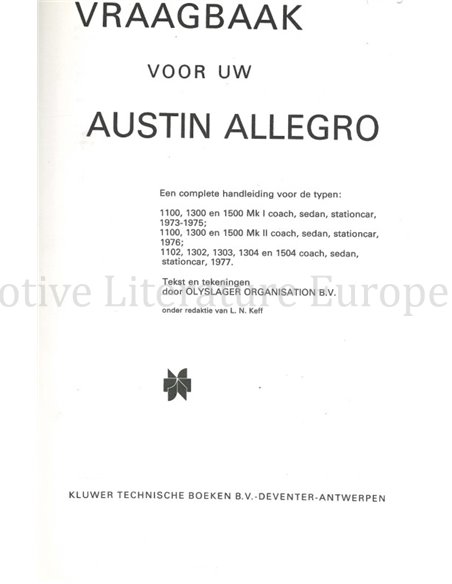 VRAAGBAAK
VOOR UW
AUSTIN ALLEGRO
Een complete handleiding voor de typen:
1100, 1300 en 1500 Mk I coach, sedan, stationcar,
1973-1975;
1100, 1300 en 1500 Mk II coach, sedan, stationcar,
1976;
1102, 1302, 1303, 1304 en 1504 coach, sedan,
stationcar, 1977.
Tekst en tekeningen
door OLYSLAGER ORGANISATION B.V.
otive Literature Europe
onder redaktie van L. N. Keff
KLUWER TECHNISCHE BOEKEN B.V.-DEVENTER-ANTWERPEN